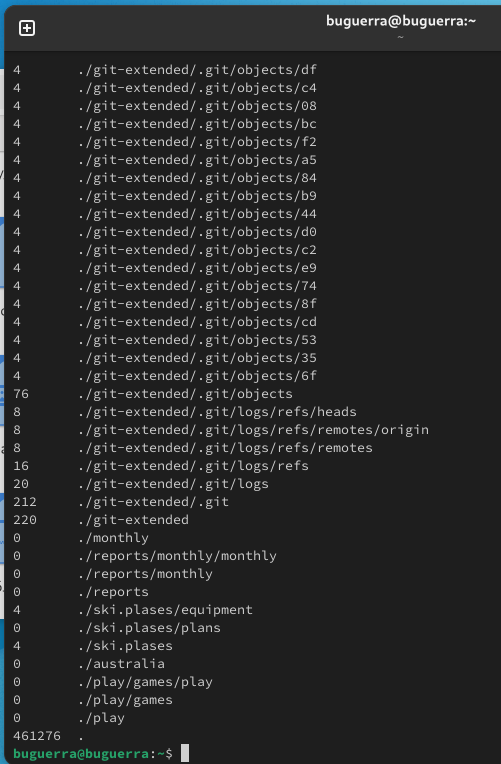 buguerra@buguerra:~
~
4 ./git-extended/.git/objects/df
4 ./git-extended/.git/objects/c4
4 ./git-extended/.git/objects/08
4 ./git-extended/.git/objects/bc
4 ./git-extended/.git/objects/f2
4 ./git-extended/.git/objects/a5
4 ./git-extended/.git/objects/84
4 ./git-extended/.git/objects/b9
4 ./git-extended/.git/objects/44
4 ./git-extended/.git/objects/d0
4 ./git-extended/.git/objects/c2
4 ./git-extended/.git/objects/e9
4 ./git-extended/.git/objects/74
4 ./git-extended/.git/objects/8f
4 ./git-extended/.git/objects/cd
4 ./git-extended/.git/objects/53
4 ./git-extended/.git/objects/35
4 ./git-extended/.git/objects/6f
76 ./git-extended/.git/objects
8 ./git-extended/.git/logs/refs/heads
8 ./git-extended/.git/logs/refs/remotes/origin
8 ./git-extended/.git/logs/refs/remotes
16 ./git-extended/.git/logs/refs
20 ./git-extended/.git/logs
212 ./git-extended/.git
220 ./git-extended
0 ./monthly
0 ./reports/monthly/monthly
0 ./reports/monthly
0 ./reports
4 ./ski.plases/equipment
0 ./ski.plases/plans
4 ./ski.plases
0 ./australia
0 ./play/games/play
0 ./play/games
0 ./play
461276 .
buguerra@buguerra:~$